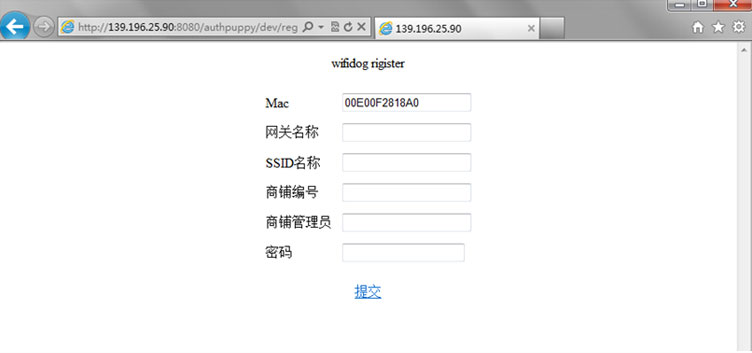 http://139.196.25.90:8080/authpuppy/dev/reg
139.196.25.90
wifidog rigister
Mac 00E00F2818A0
网关名称
SSID名称
商铺编号
商铺管理员
密码
提交